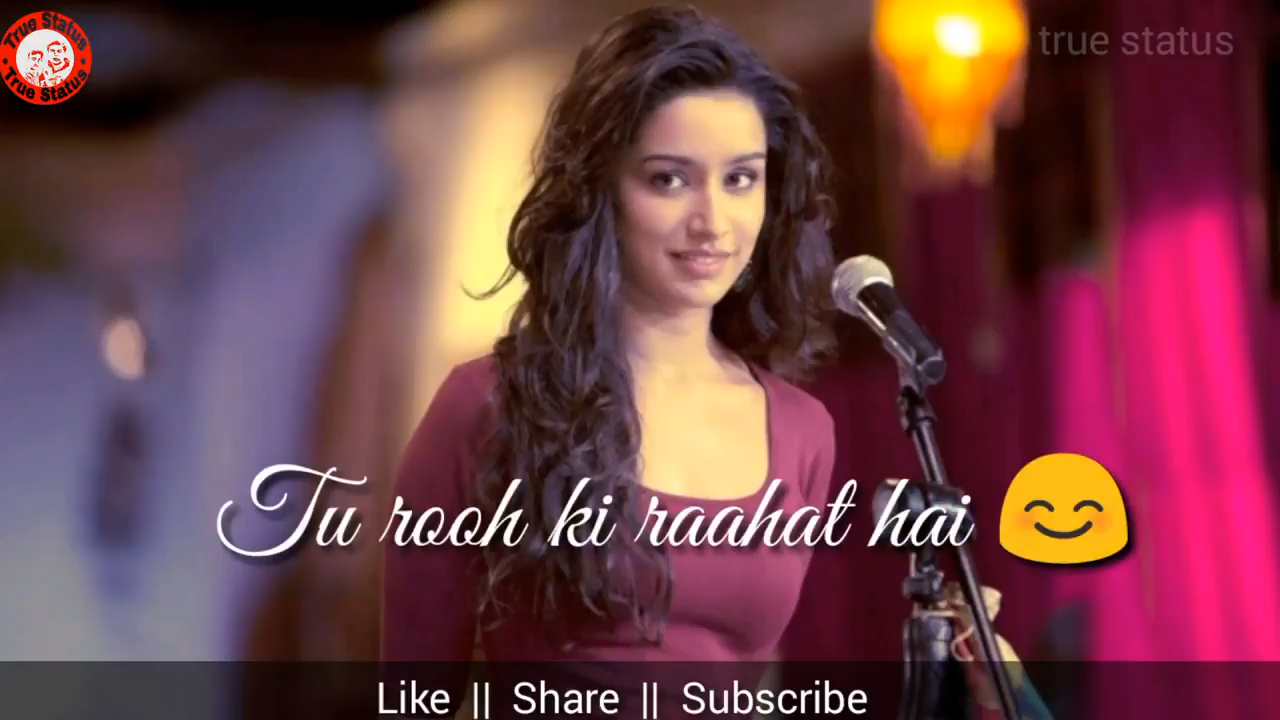 True Status
True Status
true status
Tu rooh ki raahat hai 😊
Like || Share || Subscribe